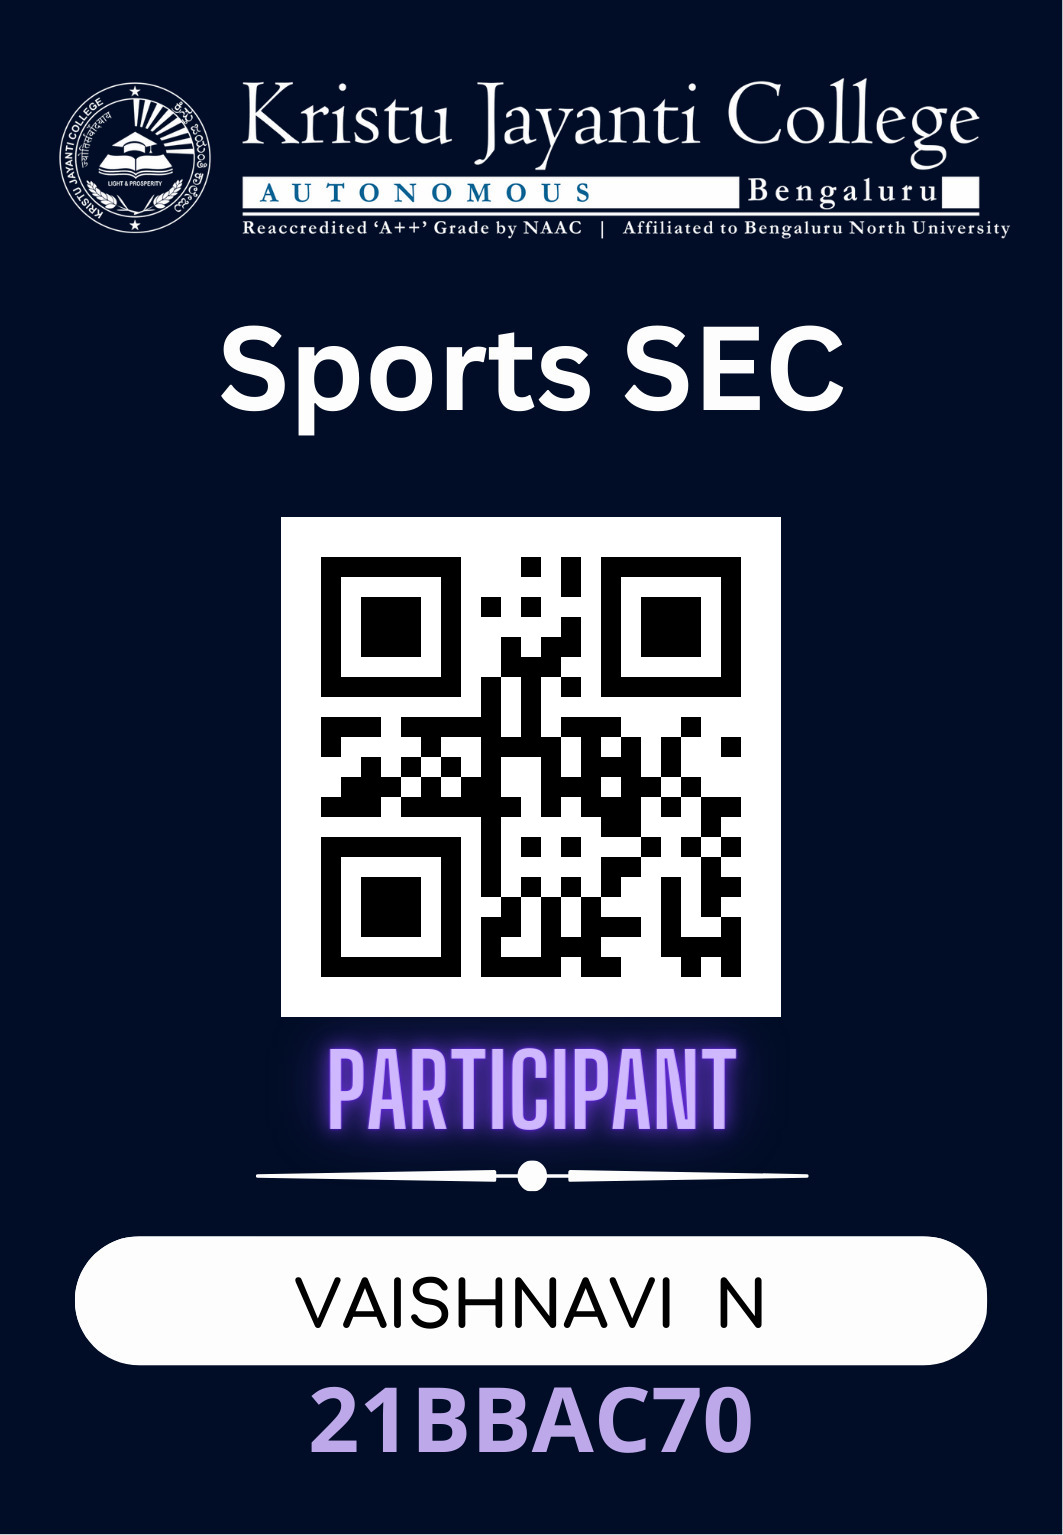 KRISTU JAYANTI COLLEGE
ज्योतिसंवादयाय
LIGHT & PROSPERITY
Kristu Jayanti College
AUTONOMOUS Bengaluru
Reaccredited ‘A++’ Grade by NAAC | Affiliated to Bengaluru North University
Sports SEC
PARTICIPANT
VAISHNAVI N
21BBAC70